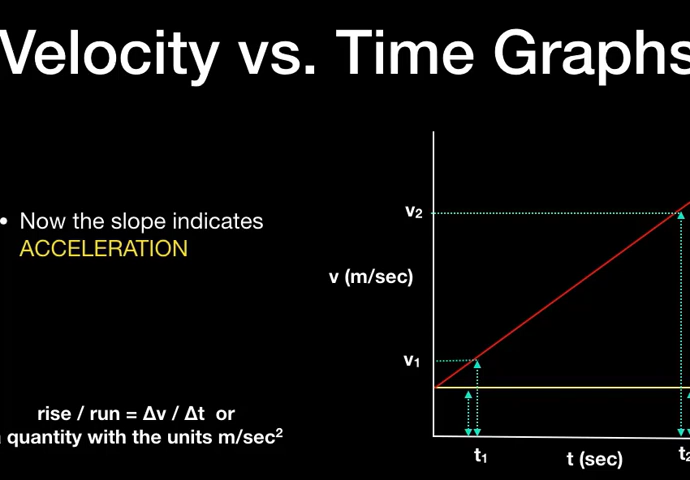 Velocity vs. Time Graphs
• Now the slope indicates
ACCELERATION
v₂
v (m/sec)
v₁
rise / run = Δv / Δt or
quantity with the units m/sec²
t₁
t (sec)
t₂